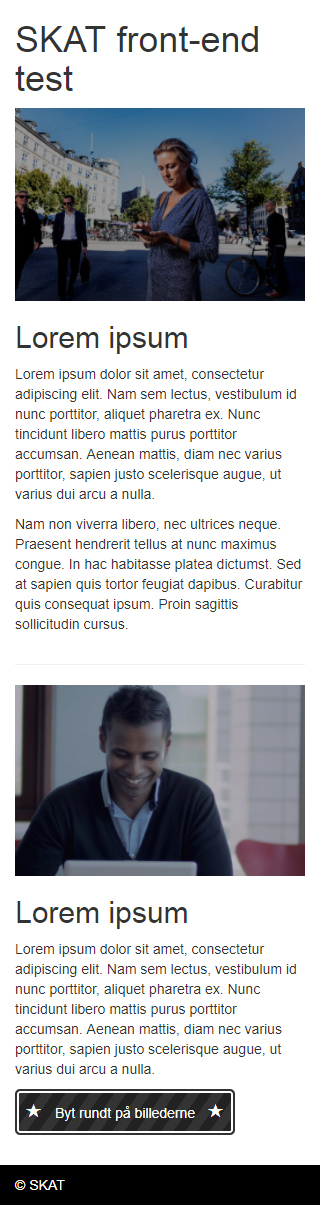 SKAT front-end
test
Lorem ipsum
Lorem ipsum dolor sit amet, consectetur
adipiscing elit. Nam sem lectus, vestibulum id
nunc porttitor, aliquet pharetra ex. Nunc
tincidunt libero mattis purus porttitor
accumsan. Aenean mattis, diam nec varius
porttitor, sapien justo scelerisque augue, ut
varius dui arcu a nulla.
Nam non viverra libero, nec ultrices neque.
Praesent hendrerit tellus at nunc maximus
congue. In hac habitasse platea dictumst. Sed
at sapien quis tortor feugiat dapibus. Curabitur
quis consequat ipsum. Proin sagittis
sollicitudin cursus.
Lorem ipsum
Lorem ipsum dolor sit amet, consectetur
adipiscing elit. Nam sem lectus, vestibulum id
nunc porttitor, aliquet pharetra ex. Nunc
tincidunt libero mattis purus porttitor
accumsan. Aenean mattis, diam nec varius
porttitor, sapien justo scelerisque augue, ut
varius dui arcu a nulla.
★ Byt rundt på billederne ★
© SKAT